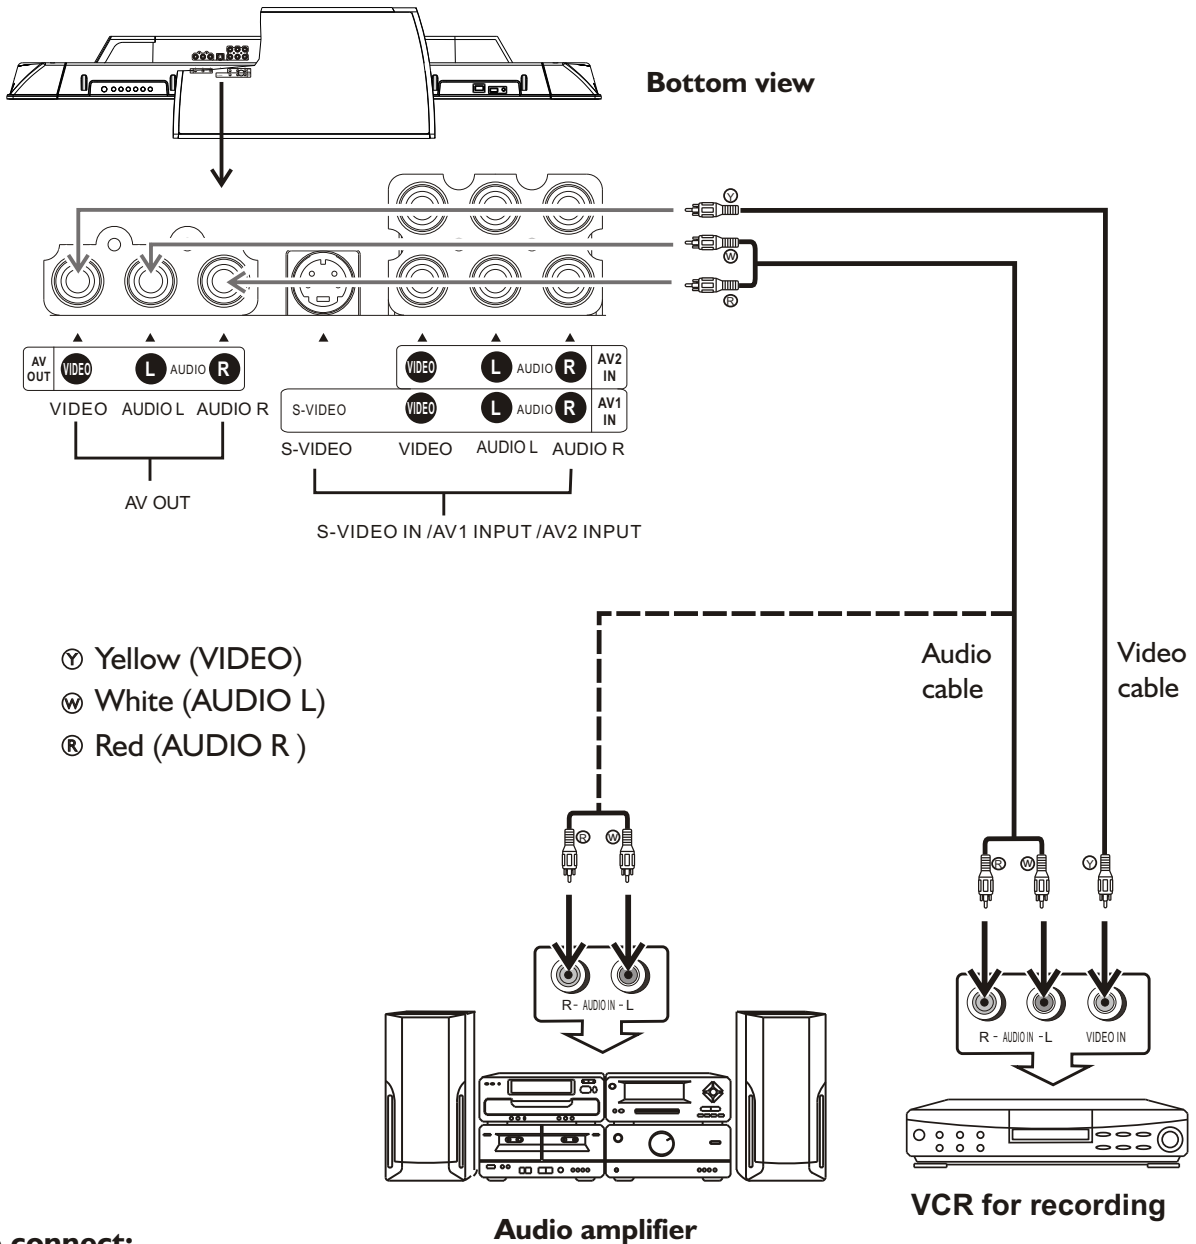 Bottom view
Y
W
R
AV OUT VIDEO L AUDIO R
VIDEO AUDIO L AUDIO R
AV OUT
VIDEO L AUDIO R AV2 IN
S-VIDEO VIDEO L AUDIO R AV1 IN
S-VIDEO VIDEO AUDIO L AUDIO R
S-VIDEO IN /AV1 INPUT /AV2 INPUT
Ⓨ Yellow (VIDEO)
Ⓦ White (AUDIO L)
Ⓡ Red (AUDIO R )
Audio
cable
Video
cable
R W
R W Y
R - AUDIO IN - L
R - AUDIO IN - L VIDEO IN
VCR for recording
Audio amplifier
connect: